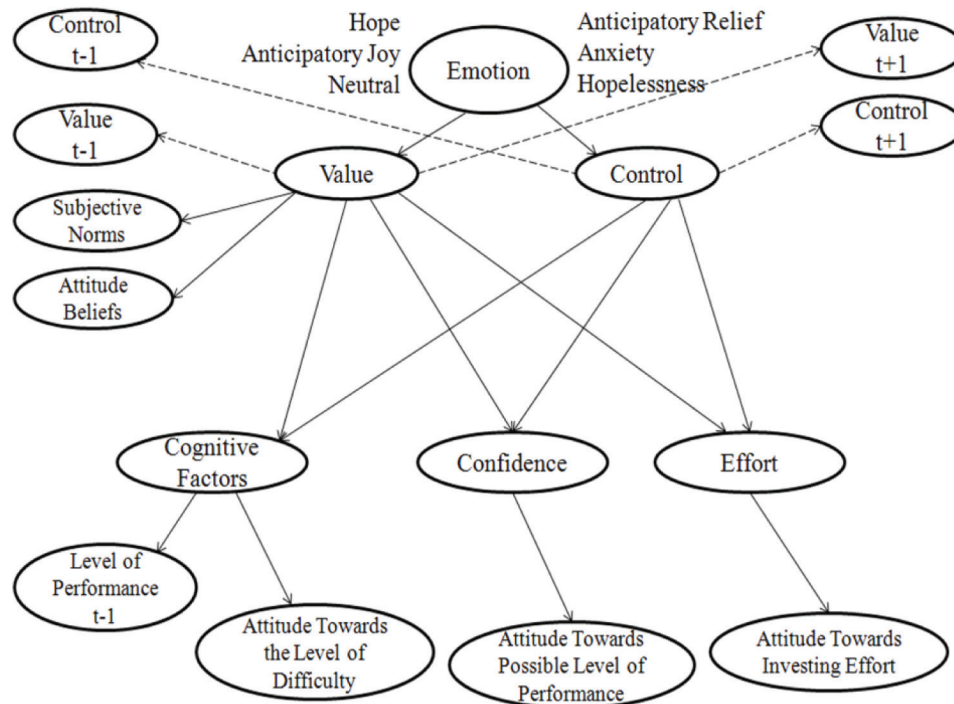 Control
t-1
Hope
Anticipatory Joy
Neutral
Emotion
Anticipatory Relief
Anxiety
Hopelessness
Value
t+1
Value
t-1
Control
t+1
Value
Control
Subjective
Norms
Attitude
Beliefs
Cognitive
Factors
Confidence
Effort
Level of
Performance
t-1
Attitude Towards
the Level of
Difficulty
Attitude Towards
Possible Level of
Performance
Attitude Towards
Investing Effort